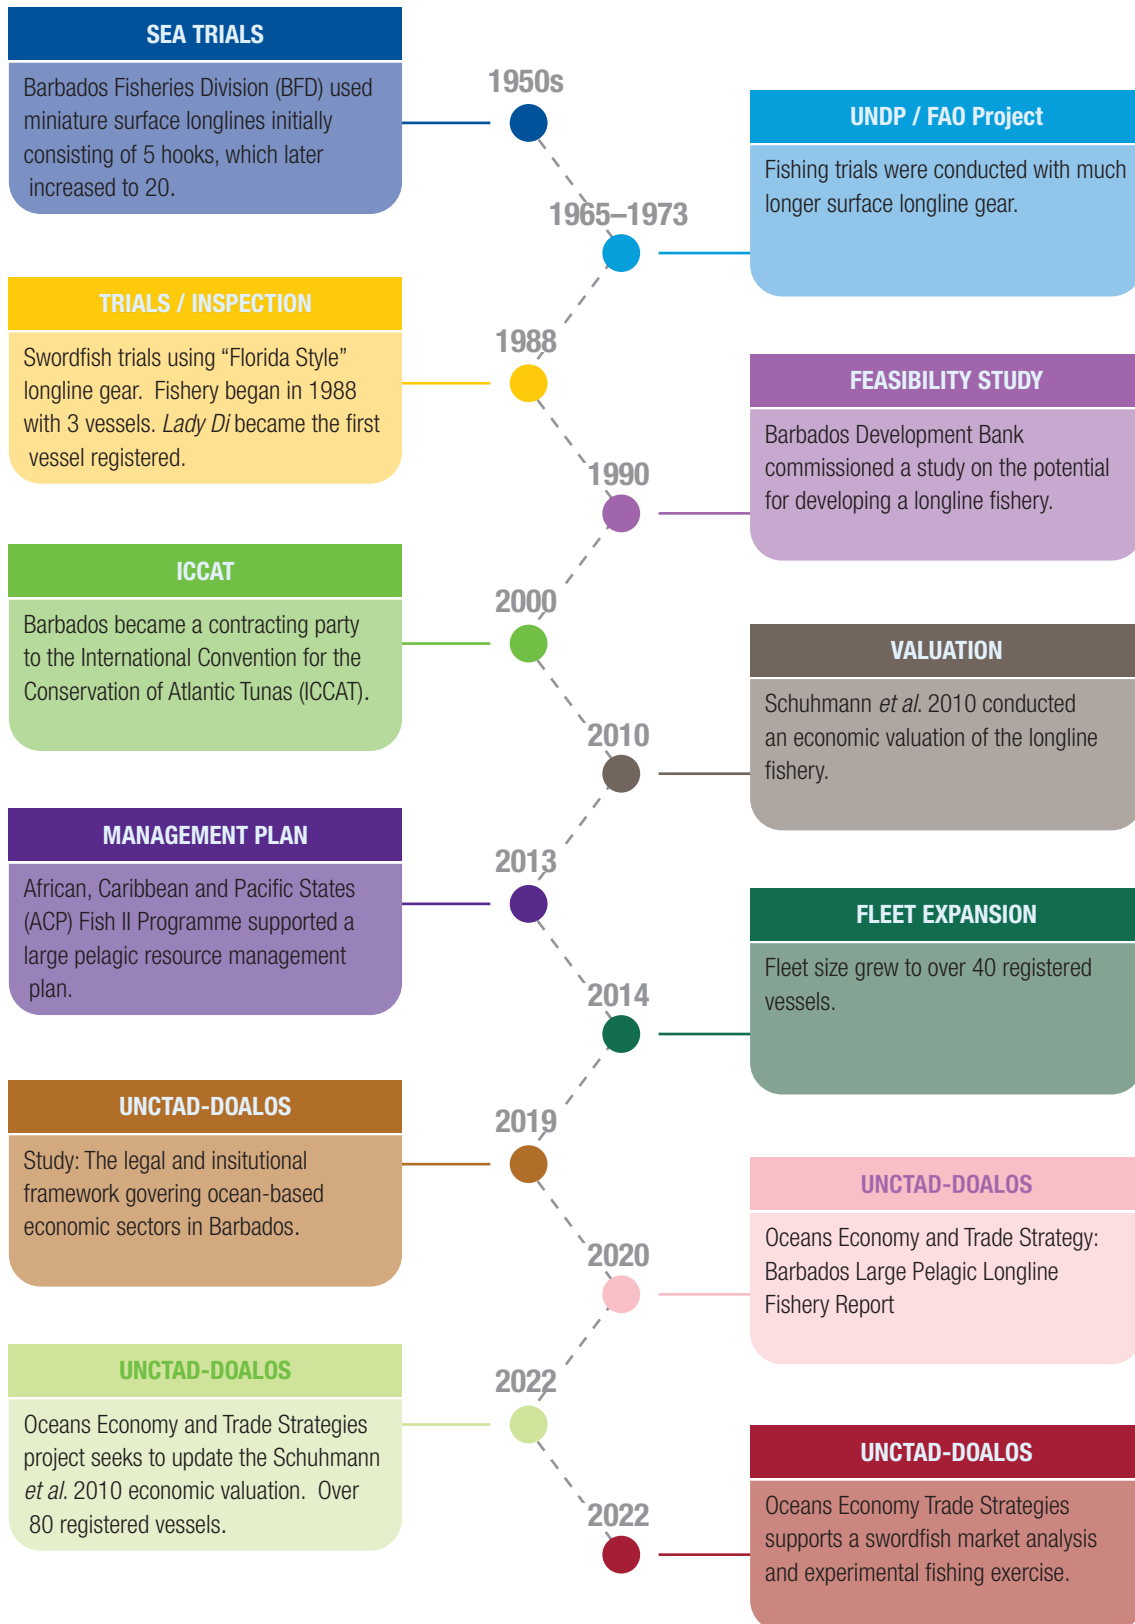 SEA TRIALS
Barbados Fisheries Division (BFD) used
miniature surface longlines initially
consisting of 5 hooks, which later
increased to 20.
1950s
UNDP / FAO Project
Fishing trials were conducted with much
longer surface longline gear.
1965–1973
TRIALS / INSPECTION
Swordfish trials using “Florida Style”
longline gear. Fishery began in 1988
with 3 vessels. Lady Di became the first
vessel registered.
1988
FEASIBILITY STUDY
Barbados Development Bank
commissioned a study on the potential
for developing a longline fishery.
1990
ICCAT
Barbados became a contracting party
to the International Convention for the
Conservation of Atlantic Tunas (ICCAT).
2000
VALUATION
Schuhmann et al. 2010 conducted
an economic valuation of the longline
fishery.
2010
MANAGEMENT PLAN
African, Caribbean and Pacific States
(ACP) Fish II Programme supported a
large pelagic resource management
plan.
2013
FLEET EXPANSION
Fleet size grew to over 40 registered
vessels.
2014
UNCTAD-DOALOS
Study: The legal and insitutional
framework governing ocean-based
economic sectors in Barbados.
2019
UNCTAD-DOALOS
Oceans Economy and Trade Strategy:
Barbados Large Pelagic Longline
Fishery Report
2020
UNCTAD-DOALOS
Oceans Economy and Trade Strategies
project seeks to update the Schuhmann
et al. 2010 economic valuation. Over
80 registered vessels.
2022
UNCTAD-DOALOS
Oceans Economy Trade Strategies
supports a swordfish market analysis
and experimental fishing exercise.
2022